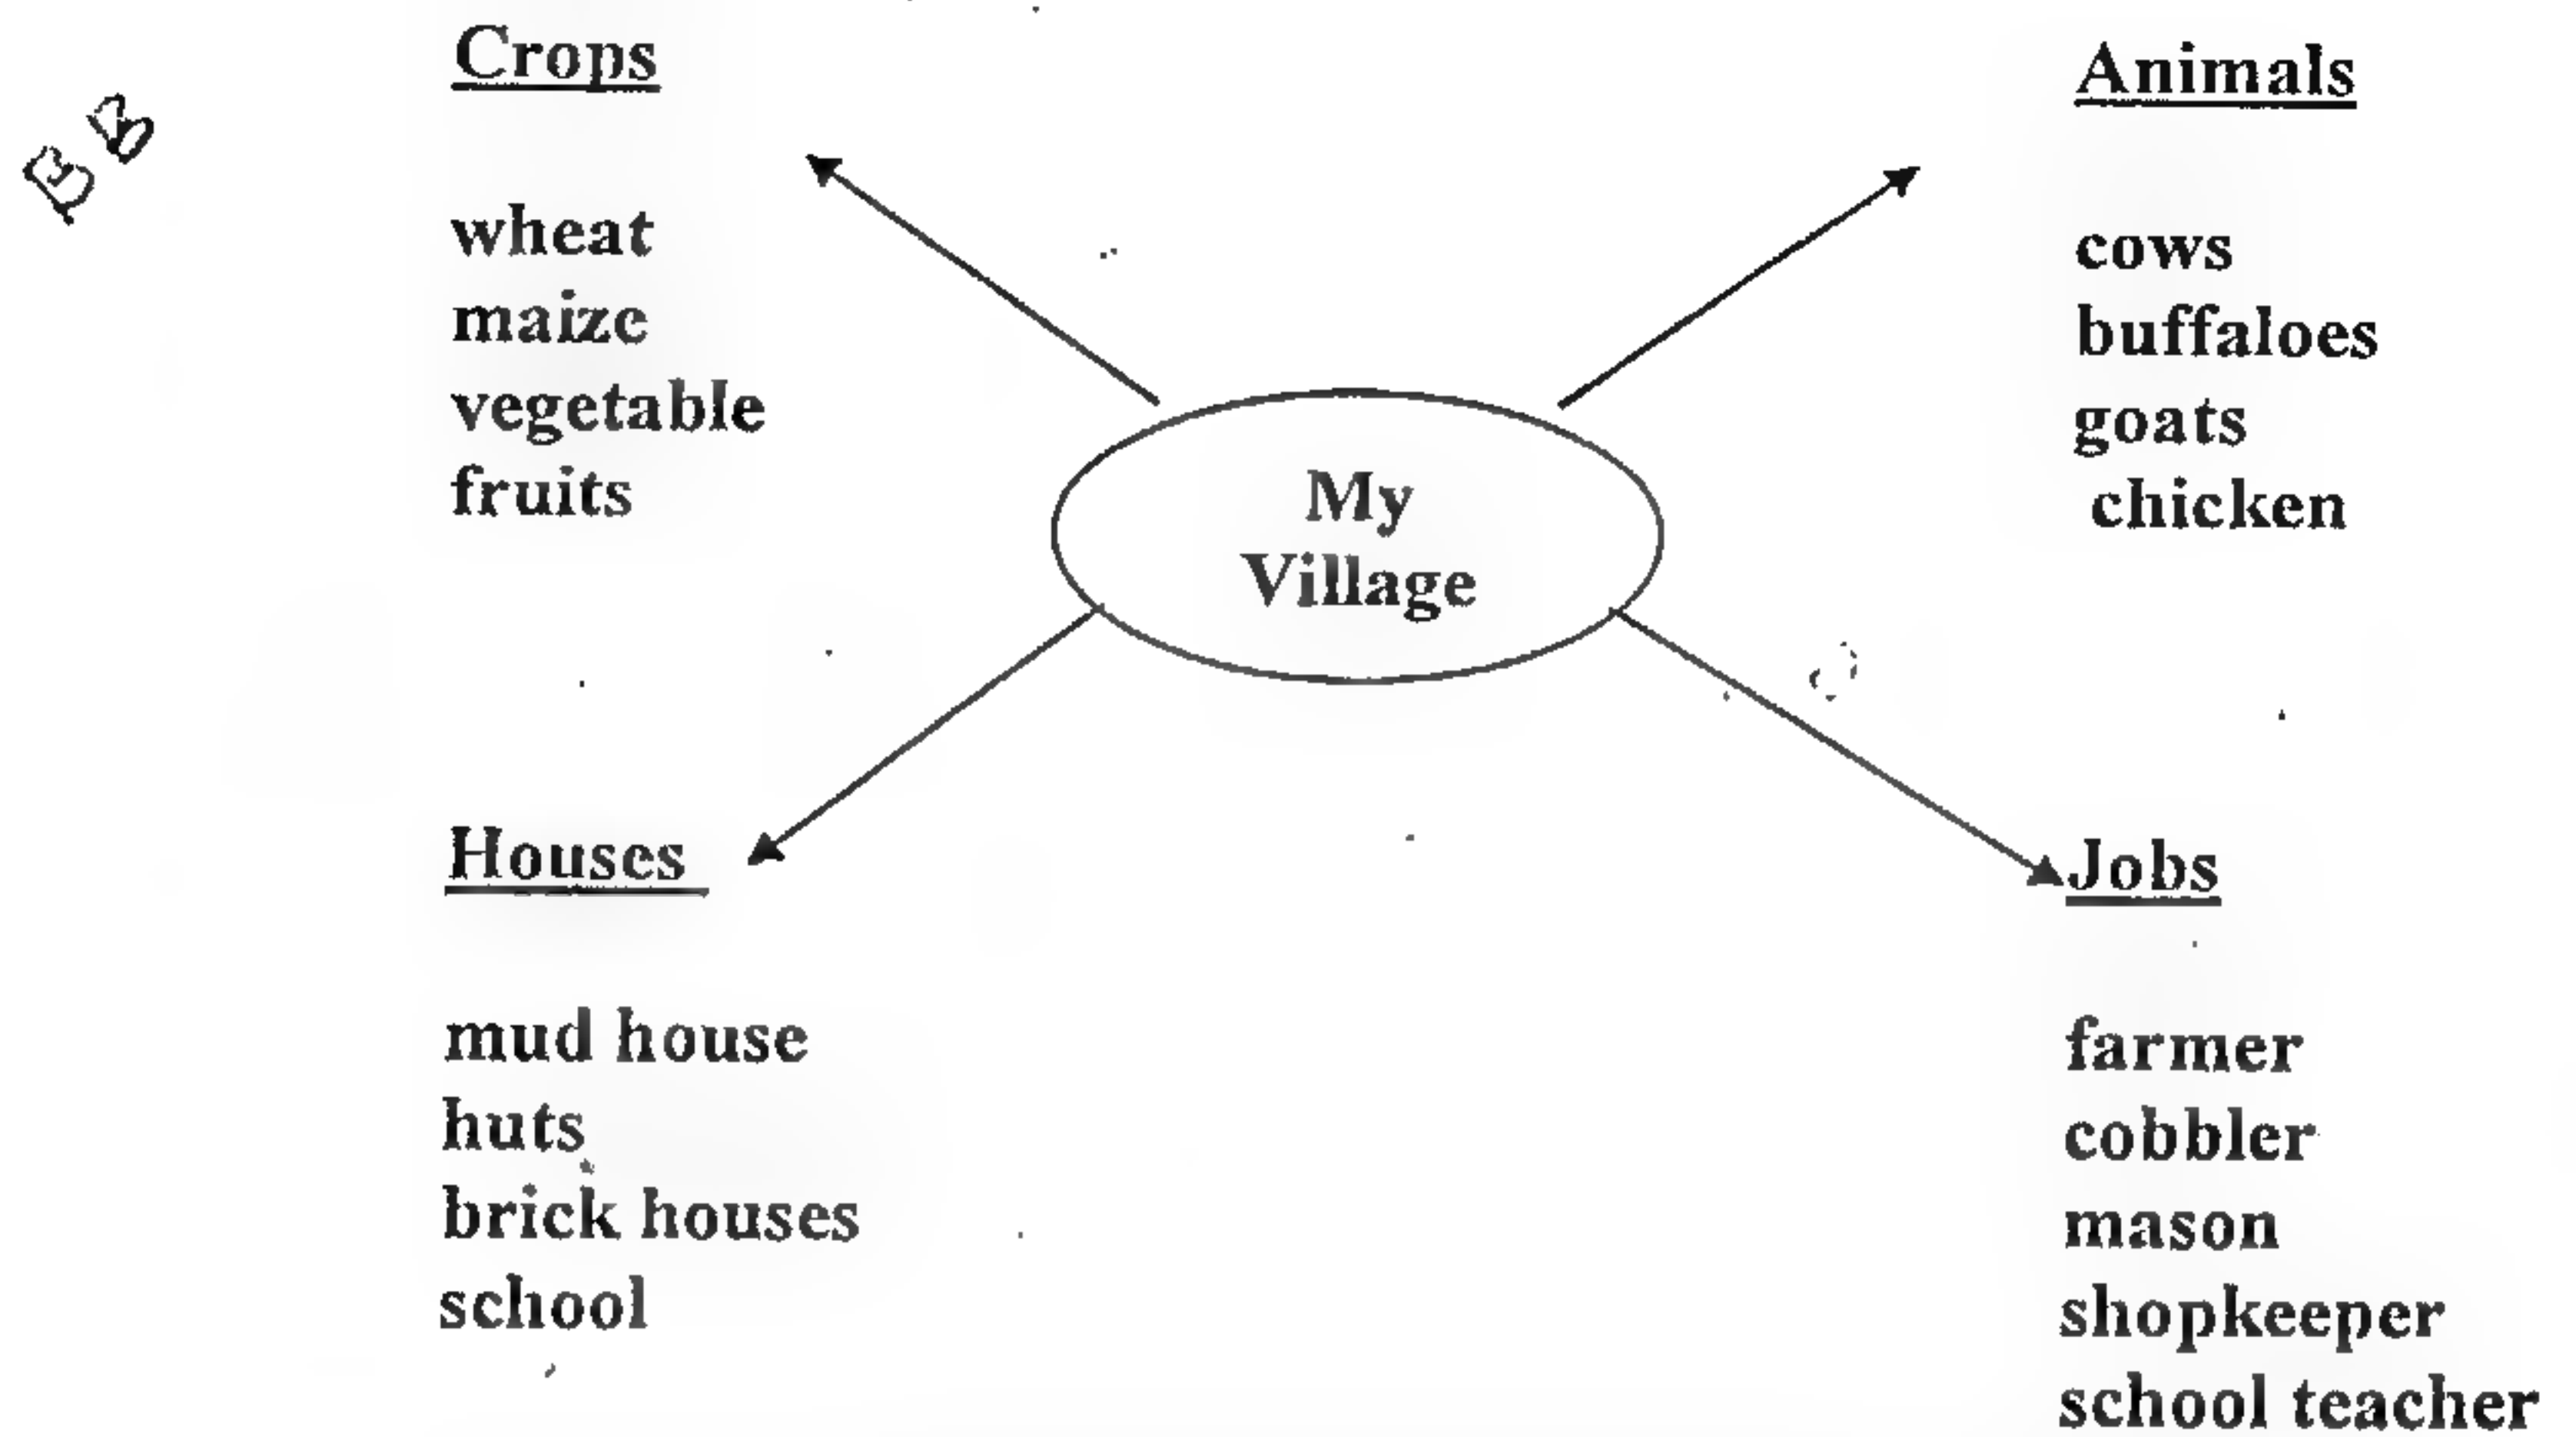 Crops
wheat
maize
vegetable
fruits
Animals
cows
buffaloes
goats
chicken
My
Village
Houses
mud house
huts
brick houses
school
Jobs
farmer
cobbler
mason
shopkeeper
school teacher